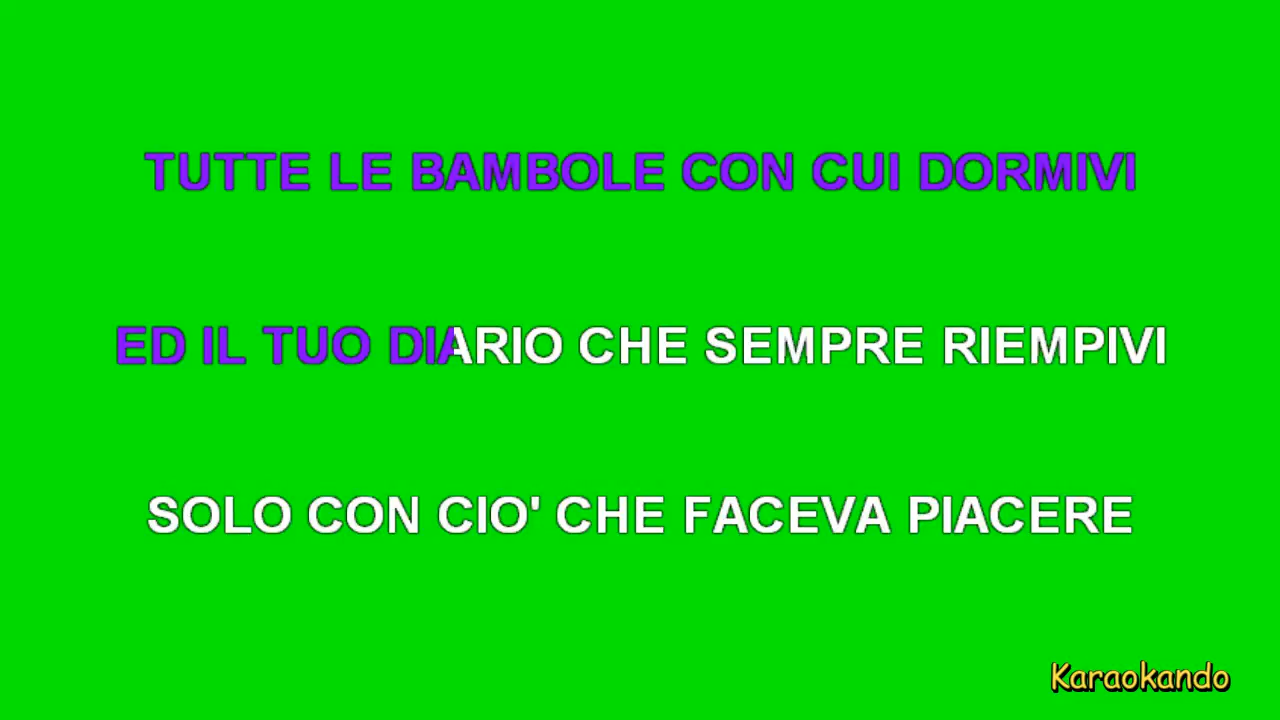 TUTTE LE BAMBOLE CON CUI DORMIVI
ED IL TUO DIARIO CHE SEMPRE RIEMPIVI
SOLO CON CIO' CHE FACEVA PIACERE
Karaokando